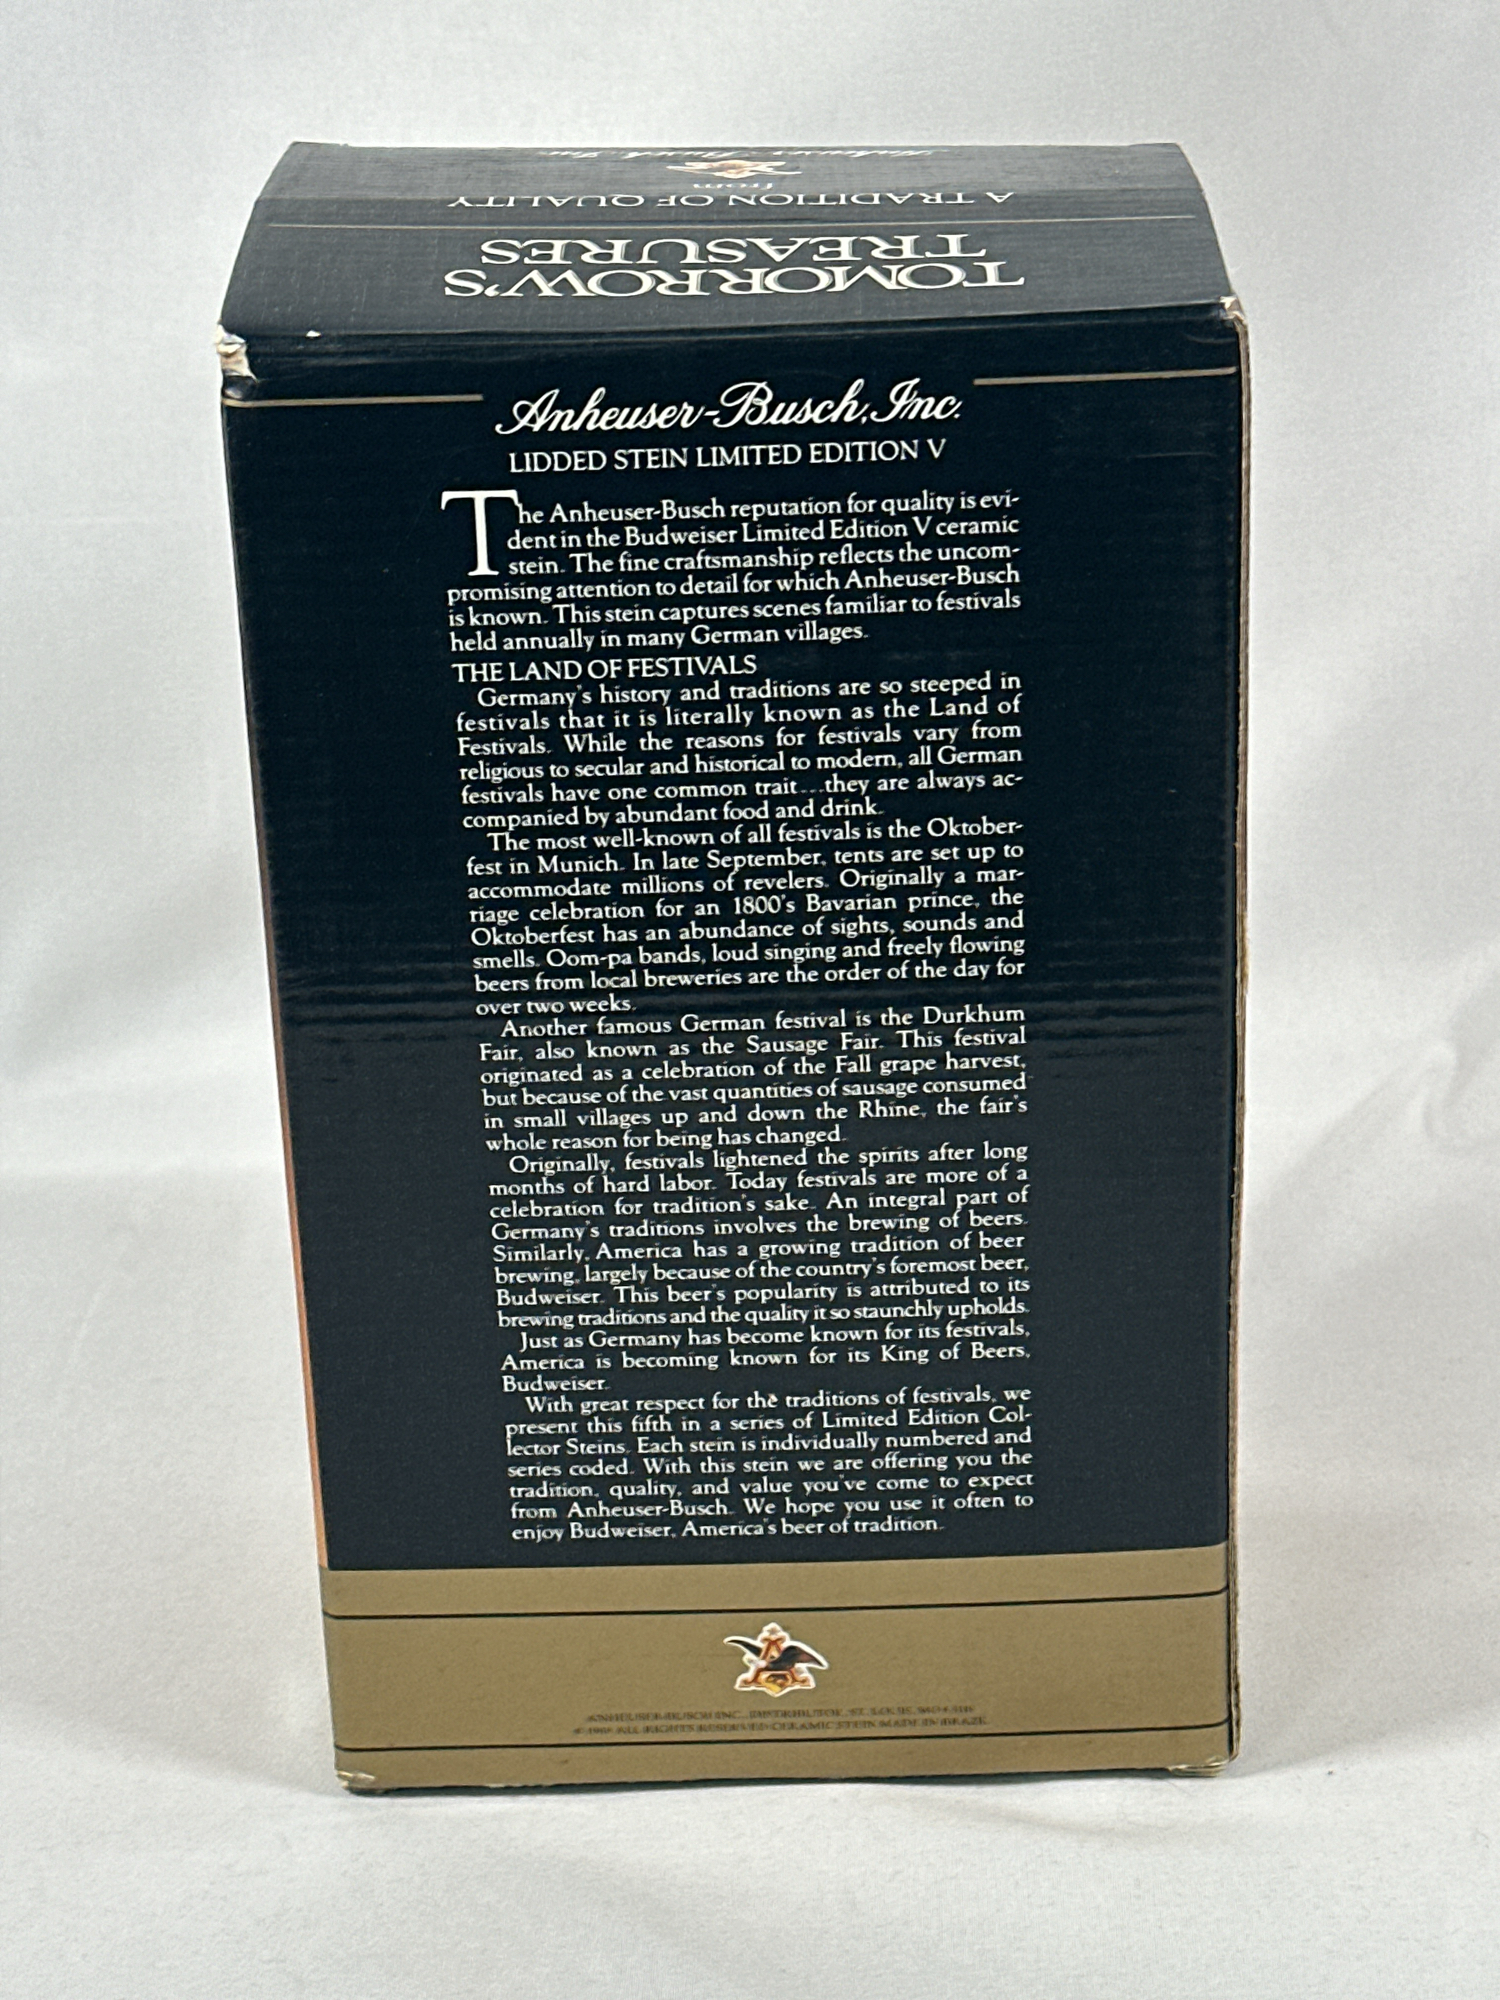 Anheuser-Busch, Inc.
from
A TRADITION OF QUALITY
TOMORROW'S
TREASURES
Anheuser-Busch, Inc.
LIDDED STEIN LIMITED EDITION V
The Anheuser-Busch reputation for quality is evi-
dent in the Budweiser Limited Edition V ceramic
stein. The fine craftsmanship reflects the uncom-
promising attention to detail for which Anheuser-Busch
is known. This stein captures scenes familiar to festivals
held annually in many German villages.
THE LAND OF FESTIVALS
Germany's history and traditions are so steeped in
festivals that it is literally known as the Land of
Festivals. While the reasons for festivals vary from
religious to secular and historical to modern, all German
festivals have one common trait...they are always ac-
companied by abundant food and drink.
The most well-known of all festivals is the Oktober-
fest in Munich. In late September, tents are set up to
accommodate millions of revelers. Originally a mar-
riage celebration for an 1800's Bavarian prince, the
Oktoberfest has an abundance of sights, sounds and
smells. Oom-pa bands, loud singing and freely flowing
beers from local breweries are the order of the day for
over two weeks.
Another famous German festival is the Durkhum
Fair, also known as the Sausage Fair. This festival
originated as a celebration of the Fall grape harvest,
but because of the vast quantities of sausage consumed
in small villages up and down the Rhine, the fair's
whole reason for being has changed.
Originally, festivals lightened the spirits after long
months of hard labor. Today festivals are more of a
celebration for tradition's sake. An integral part of
Germany's traditions involves the brewing of beers.
Similarly, America has a growing tradition of beer
brewing, largely because of the country's foremost beer,
Budweiser. This beer's popularity is attributed to its
brewing traditions and the quality it so staunchly upholds.
Just as Germany has become known for its festivals,
America is becoming known for its King of Beers,
Budweiser.
With great respect for the traditions of festivals, we
present this fifth in a series of Limited Edition Col-
lector Steins. Each stein is individually numbered and
series coded. With this stein we are offering you the
tradition, quality, and value you've come to expect
from Anheuser-Busch. We hope you use it often to
enjoy Budweiser, America's beer of tradition.
ANHEUSER-BUSCH INC., DISTRIBUTOR, ST. LOUIS, MO
ALL RIGHTS RESERVED CERAMIC STEIN MADE IN BRAZIL